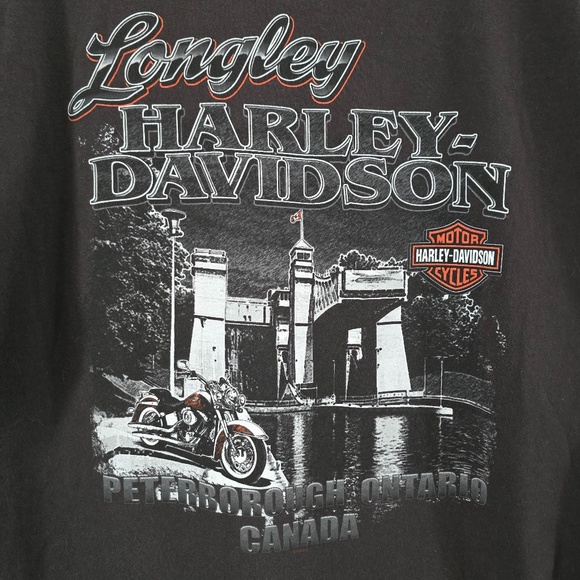 Longley
HARLEY-
DAVIDSON
MOTOR
HARLEY-DAVIDSON
CYCLES
PETERBOROUGH, ONTARIO
CANADA